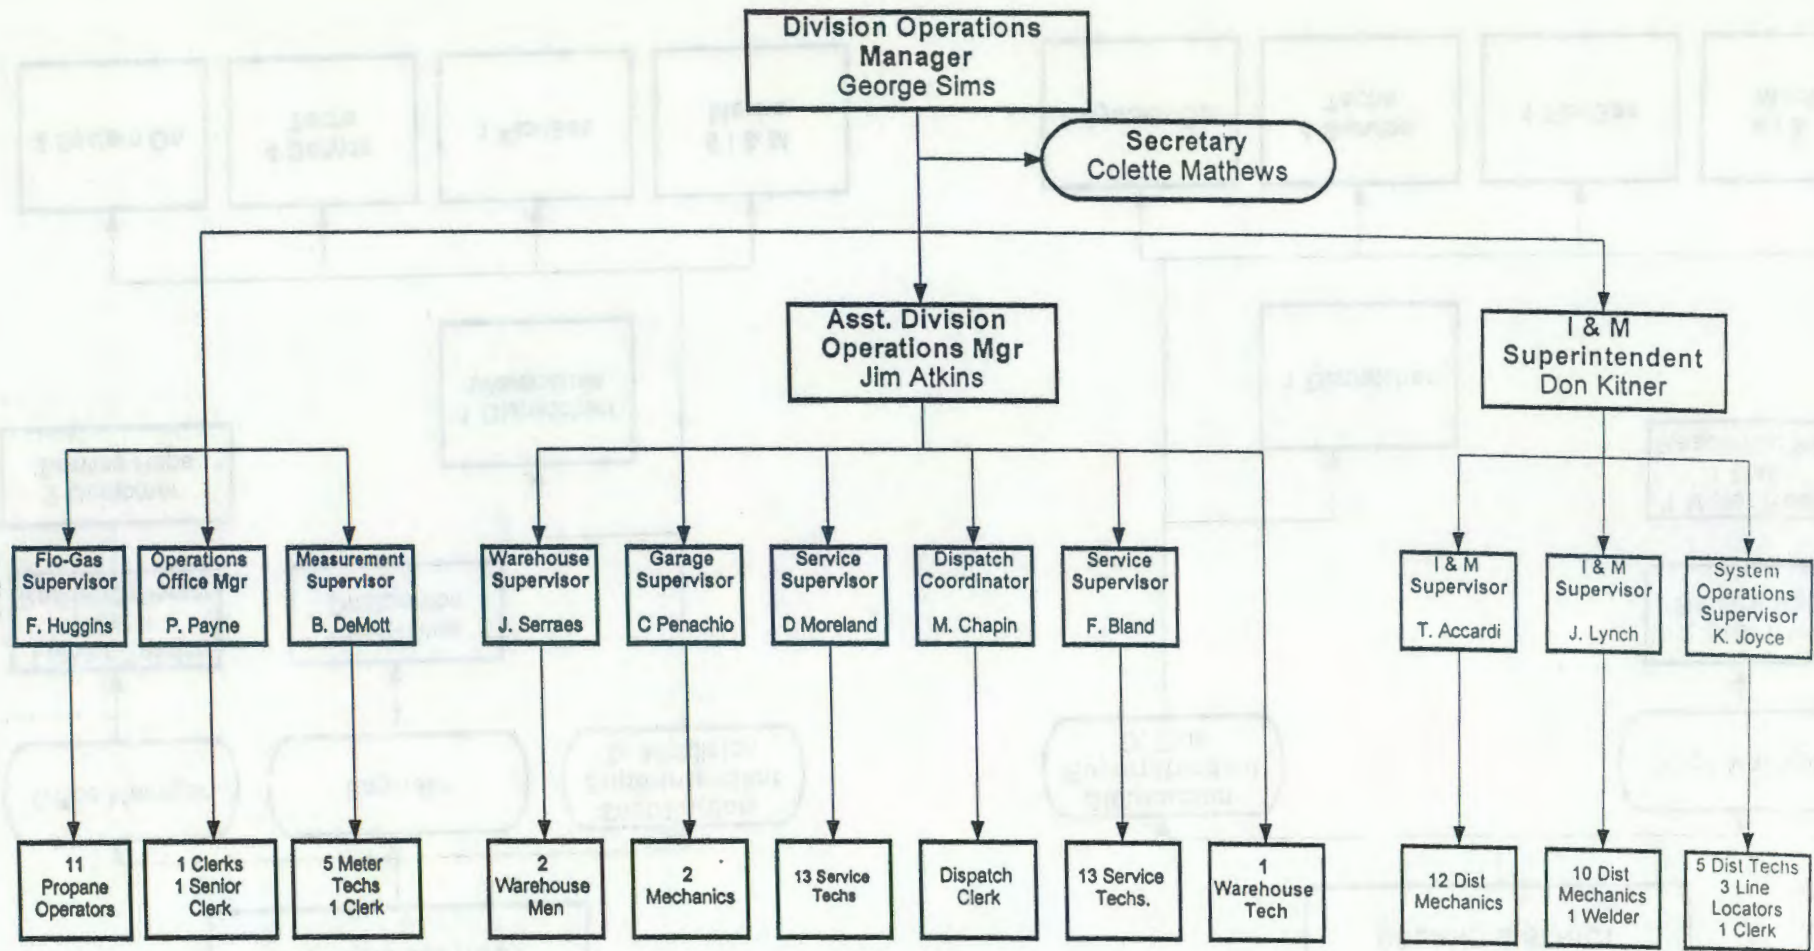 Division Operations
Manager
George Sims
Secretary
Colette Mathews
Asst. Division
Operations Mgr
Jim Atkins
I & M
Superintendent
Don Kitner
Flo-Gas
Supervisor
F. Huggins
Operations
Office Mgr
P. Payne
Measurement
Supervisor
B. DeMott
Warehouse
Supervisor
J. Serraes
Garage
Supervisor
C Penachio
Service
Supervisor
D Moreland
Dispatch
Coordinator
M. Chapin
Service
Supervisor
F. Bland
I & M
Supervisor
T. Accardi
I & M
Supervisor
J. Lynch
System
Operations
Supervisor
K. Joyce
11
Propane
Operators
1 Clerks
1 Senior
Clerk
5 Meter
Techs
1 Clerk
2
Warehouse
Men
2
Mechanics
13 Service
Techs
Dispatch
Clerk
13 Service
Techs.
1
Warehouse
Tech
12 Dist
Mechanics
10 Dist
Mechanics
1 Welder
5 Dist Techs
3 Line
Locators
1 Clerk